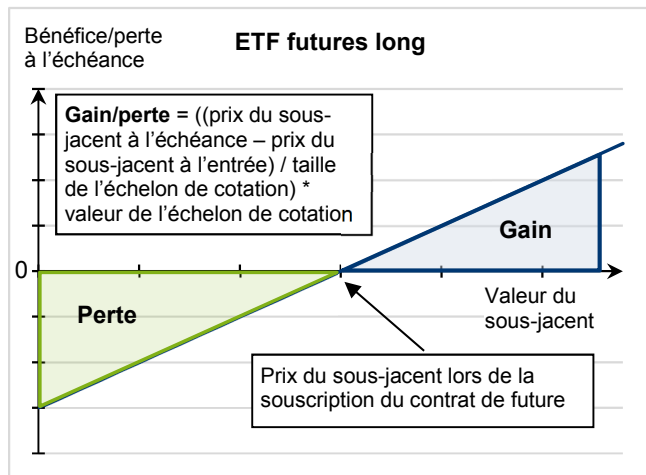 Bénéfice/perte
à l’échéance
ETF futures long
Gain/perte = ((prix du sous-
jacent à l’échéance – prix du
sous-jacent à l’entrée) / taille
de l’échelon de cotation) *
valeur de l’échelon de cotation
Gain
0
Perte
Valeur du
sous-jacent
Prix du sous-jacent lors de la
souscription du contrat de future